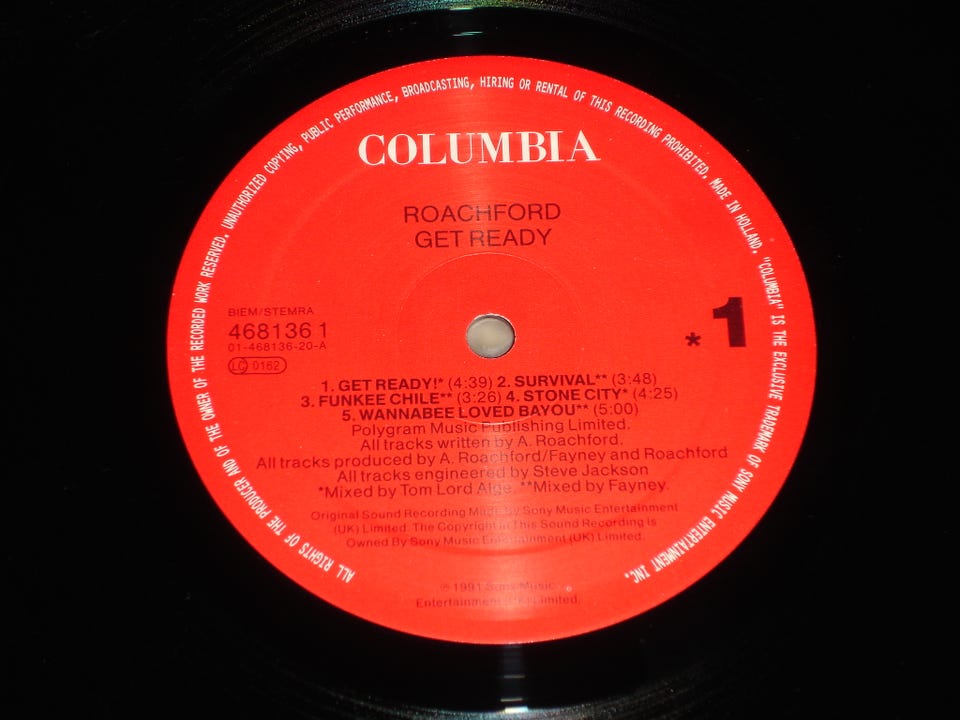 ALL RIGHTS OF THE PRODUCER AND OF THE OWNER OF THE RECORDED WORK RESERVED. UNAUTHORIZED COPYING, PUBLIC PERFORMANCE, BROADCASTING, HIRING OR RENTAL OF THIS RECORDING PROHIBITED. MADE IN HOLLAND. "COLUMBIA" IS THE EXCLUSIVE TRADEMARK OF SONY MUSIC ENTERTAINMENT INC.
COLUMBIA
ROACHFORD
GET READY
BIEM/STEMRA
468136 1
01-468136-20-A
LC 0162
* 1
1. GET READY!* (4:39) 2. SURVIVAL** (3:48)
3. FUNKEE CHILE** (3:26) 4. STONE CITY* (4:25)
5. WANNABEE LOVED BAYOU** (5:00)
Polygram Music Publishing Limited.
All tracks written by A. Roachford.
All tracks produced by A. Roachford/Fayney and Roachford
All tracks engineered by Steve Jackson
*Mixed by Tom Lord Alge. **Mixed by Fayney.
Original Sound Recording Made By Sony Music Entertainment
(UK) Limited. The Copyright in This Sound Recording is
Owned By Sony Music Entertainment (UK) Limited.
℗ 1991 Sony Music
Entertainment (UK) Limited.